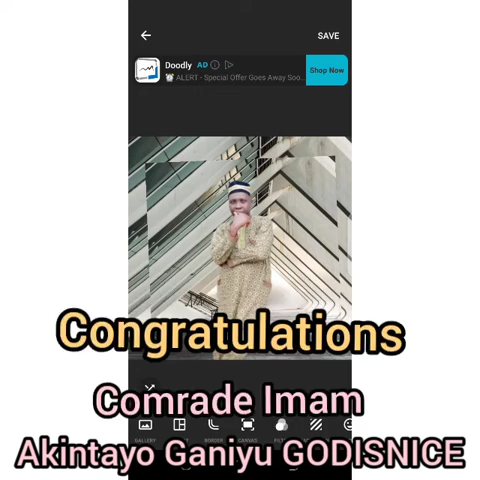 SAVE
Doodly AD
ALERT - Special Offer Goes Away Soo...
Shop Now
Congratulations
Comrade Imam
GALLERY
BORDER
CANVAS
Akintayo Ganiyu GODISNICE